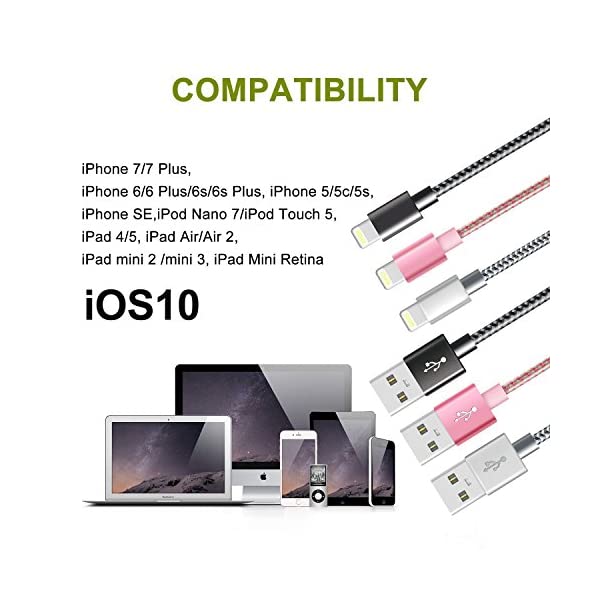 COMPATIBILITY
iPhone 7/7 Plus,
iPhone 6/6 Plus/6s/6s Plus, iPhone 5/5c/5s,
iPhone SE,iPod Nano 7/iPod Touch 5,
iPad 4/5, iPad Air/Air 2,
iPad mini 2 /mini 3, iPad Mini Retina
iOS10